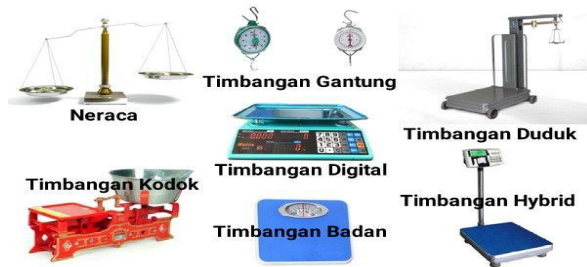 Timbangan Gantung
Neraca
Timbangan Duduk
Timbangan Digital
Timbangan Kodok
Timbangan Hybrid
Timbangan Badan